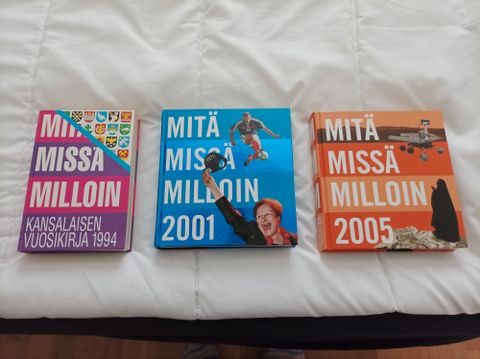 MITÄ
MISSÄ
MILLOIN
KANSALAISEN
VUOSIKIRJA 1994
MITÄ
MISSÄ
MILLOIN
2001
MITÄ
MISSÄ
MILLOIN
2005